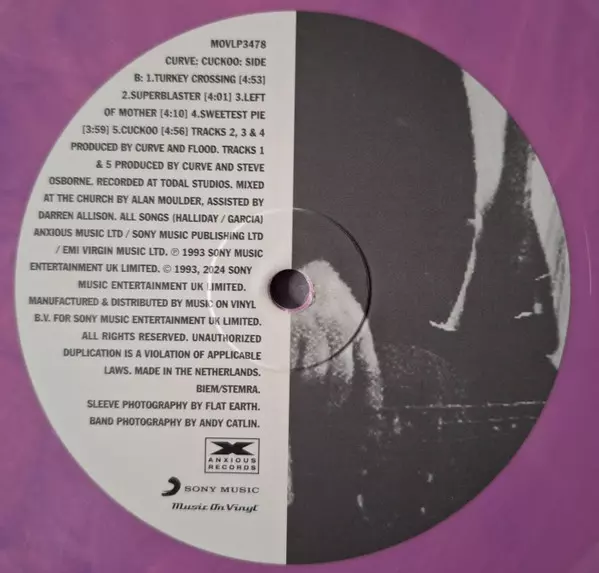 MOVLP3478
CURVE: CUCKOO: SIDE
B: 1.TURKEY CROSSING [4:53]
2.SUPERBLASTER [4:01] 3.LEFT
OF MOTHER [4:10] 4.SWEETEST PIE
[3:59] 5.CUCKOO [4:56] TRACKS 2, 3 & 4
PRODUCED BY CURVE AND FLOOD. TRACKS 1
& 5 PRODUCED BY CURVE AND STEVE
OSBORNE. RECORDED AT TODAL STUDIOS. MIXED
AT THE CHURCH BY ALAN MOULDER, ASSISTED BY
DARREN ALLISON. ALL SONGS (HALLIDAY / GARCIA)
ANXIOUS MUSIC LTD / SONY MUSIC PUBLISHING LTD
/ EMI VIRGIN MUSIC LTD. ℗ 1993 SONY MUSIC
ENTERTAINMENT UK LIMITED. © 1993, 2024 SONY
MUSIC ENTERTAINMENT UK LIMITED.
MANUFACTURED & DISTRIBUTED BY MUSIC ON VINYL
B.V. FOR SONY MUSIC ENTERTAINMENT UK LIMITED.
ALL RIGHTS RESERVED. UNAUTHORIZED
DUPLICATION IS A VIOLATION OF APPLICABLE
LAWS. MADE IN THE NETHERLANDS.
BIEM/STEMRA.
SLEEVE PHOTOGRAPHY BY FLAT EARTH.
BAND PHOTOGRAPHY BY ANDY CATLIN.
ANXIOUS
RECORDS
SONY MUSIC
Music On Vinyl